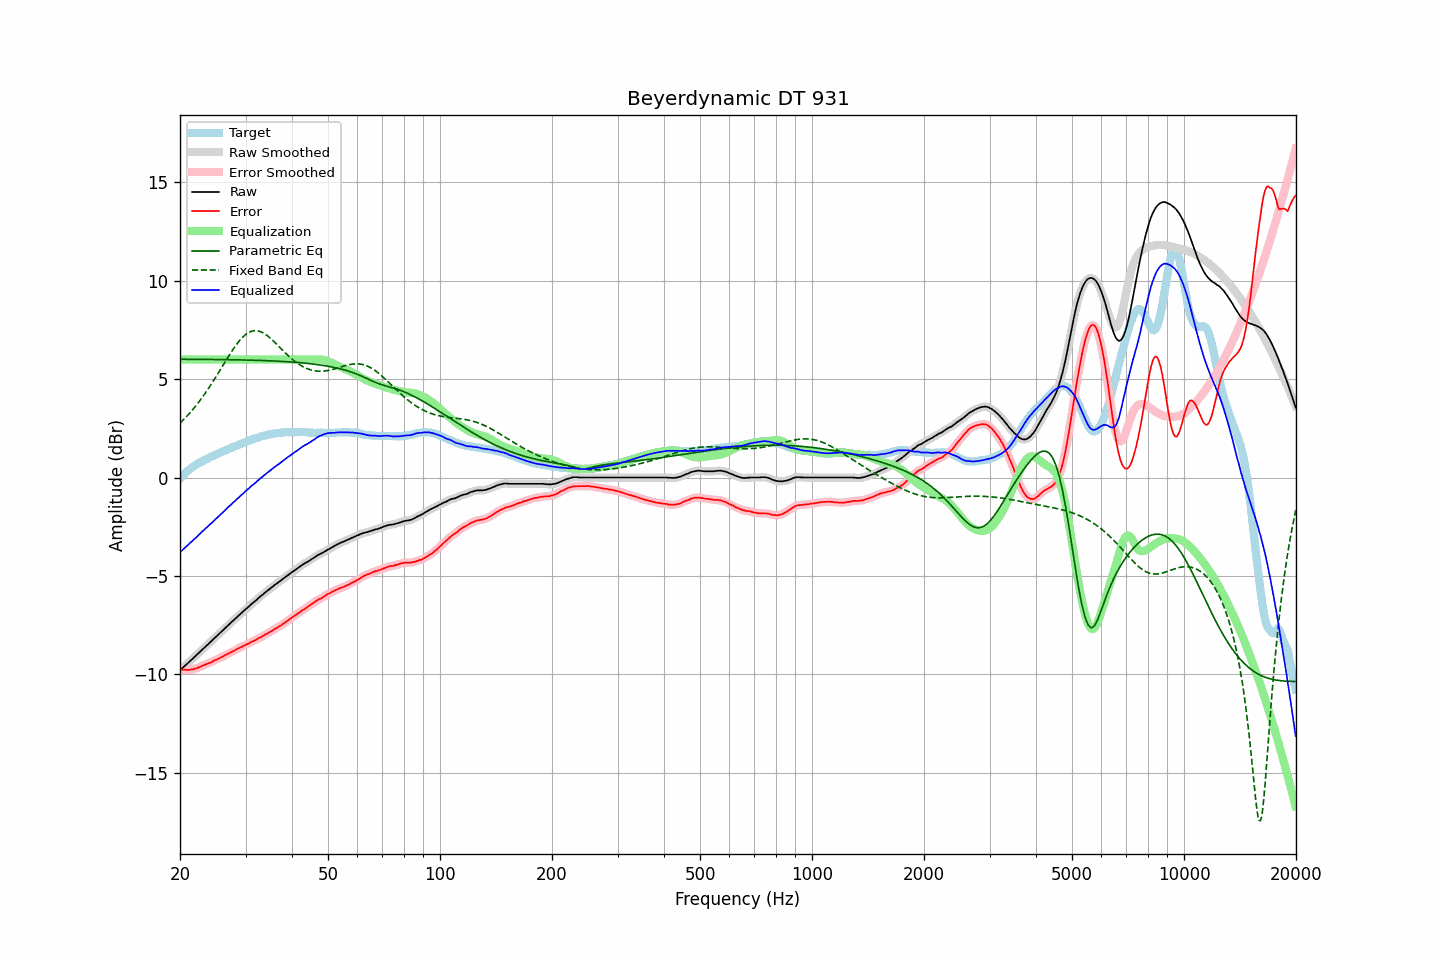 Beyerdynamic DT 931
Target
Raw Smoothed
Error Smoothed
Raw
Error
Equalization
Parametric Eq
Fixed Band Eq
Equalized
Amplitude (dBr)
15
10
5
0
−5
−10
−15
20 50 100 200 500 1000 2000 5000 10000 20000
Frequency (Hz)